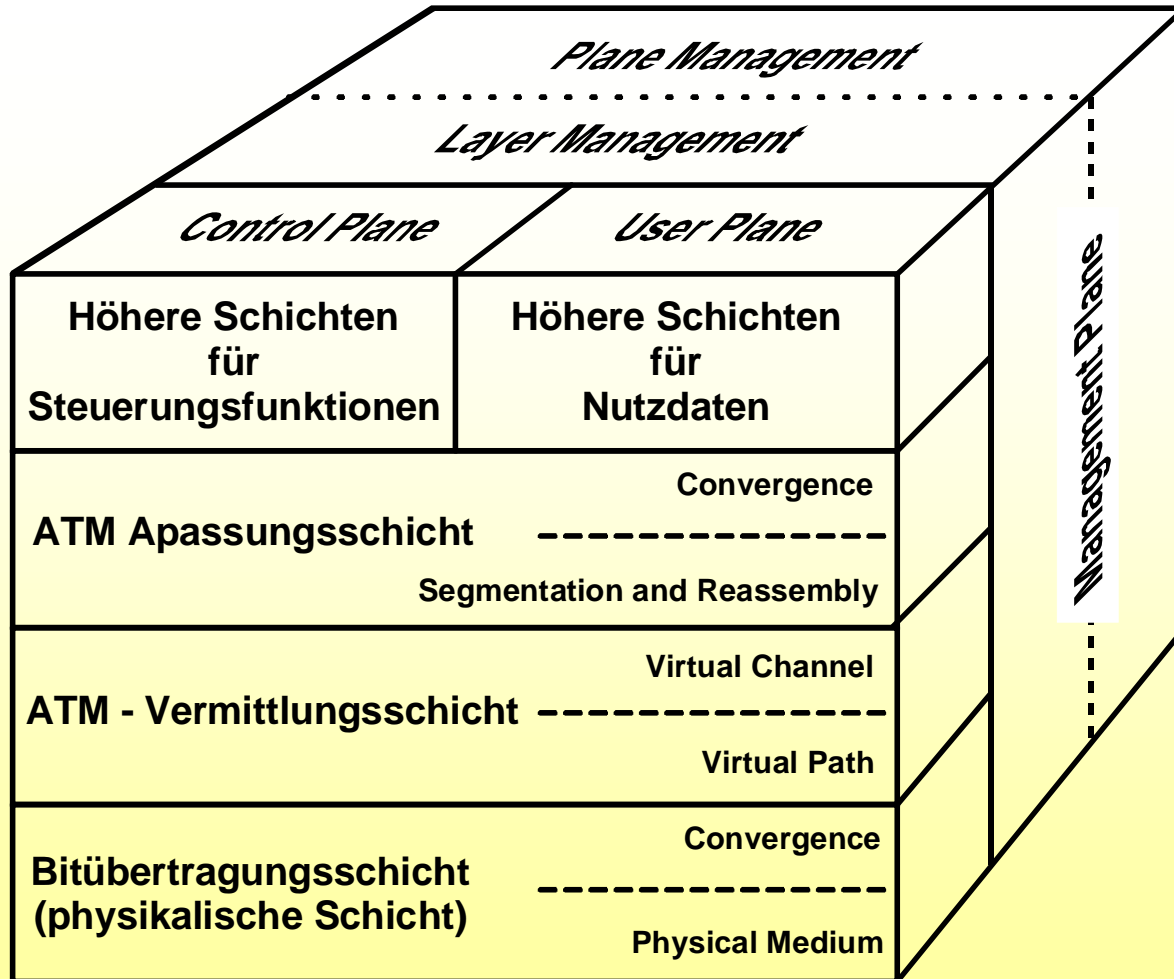 Plane Management
Layer Management
Control Plane
User Plane
Management Plane
Höhere Schichten
für
Steuerungsfunktionen
Höhere Schichten
für
Nutzdaten
ATM Apassungsschicht
Convergence
Segmentation and Reassembly
ATM - Vermittlungsschicht
Virtual Channel
Virtual Path
Bitübertragungsschicht
(physikalische Schicht)
Convergence
Physical Medium